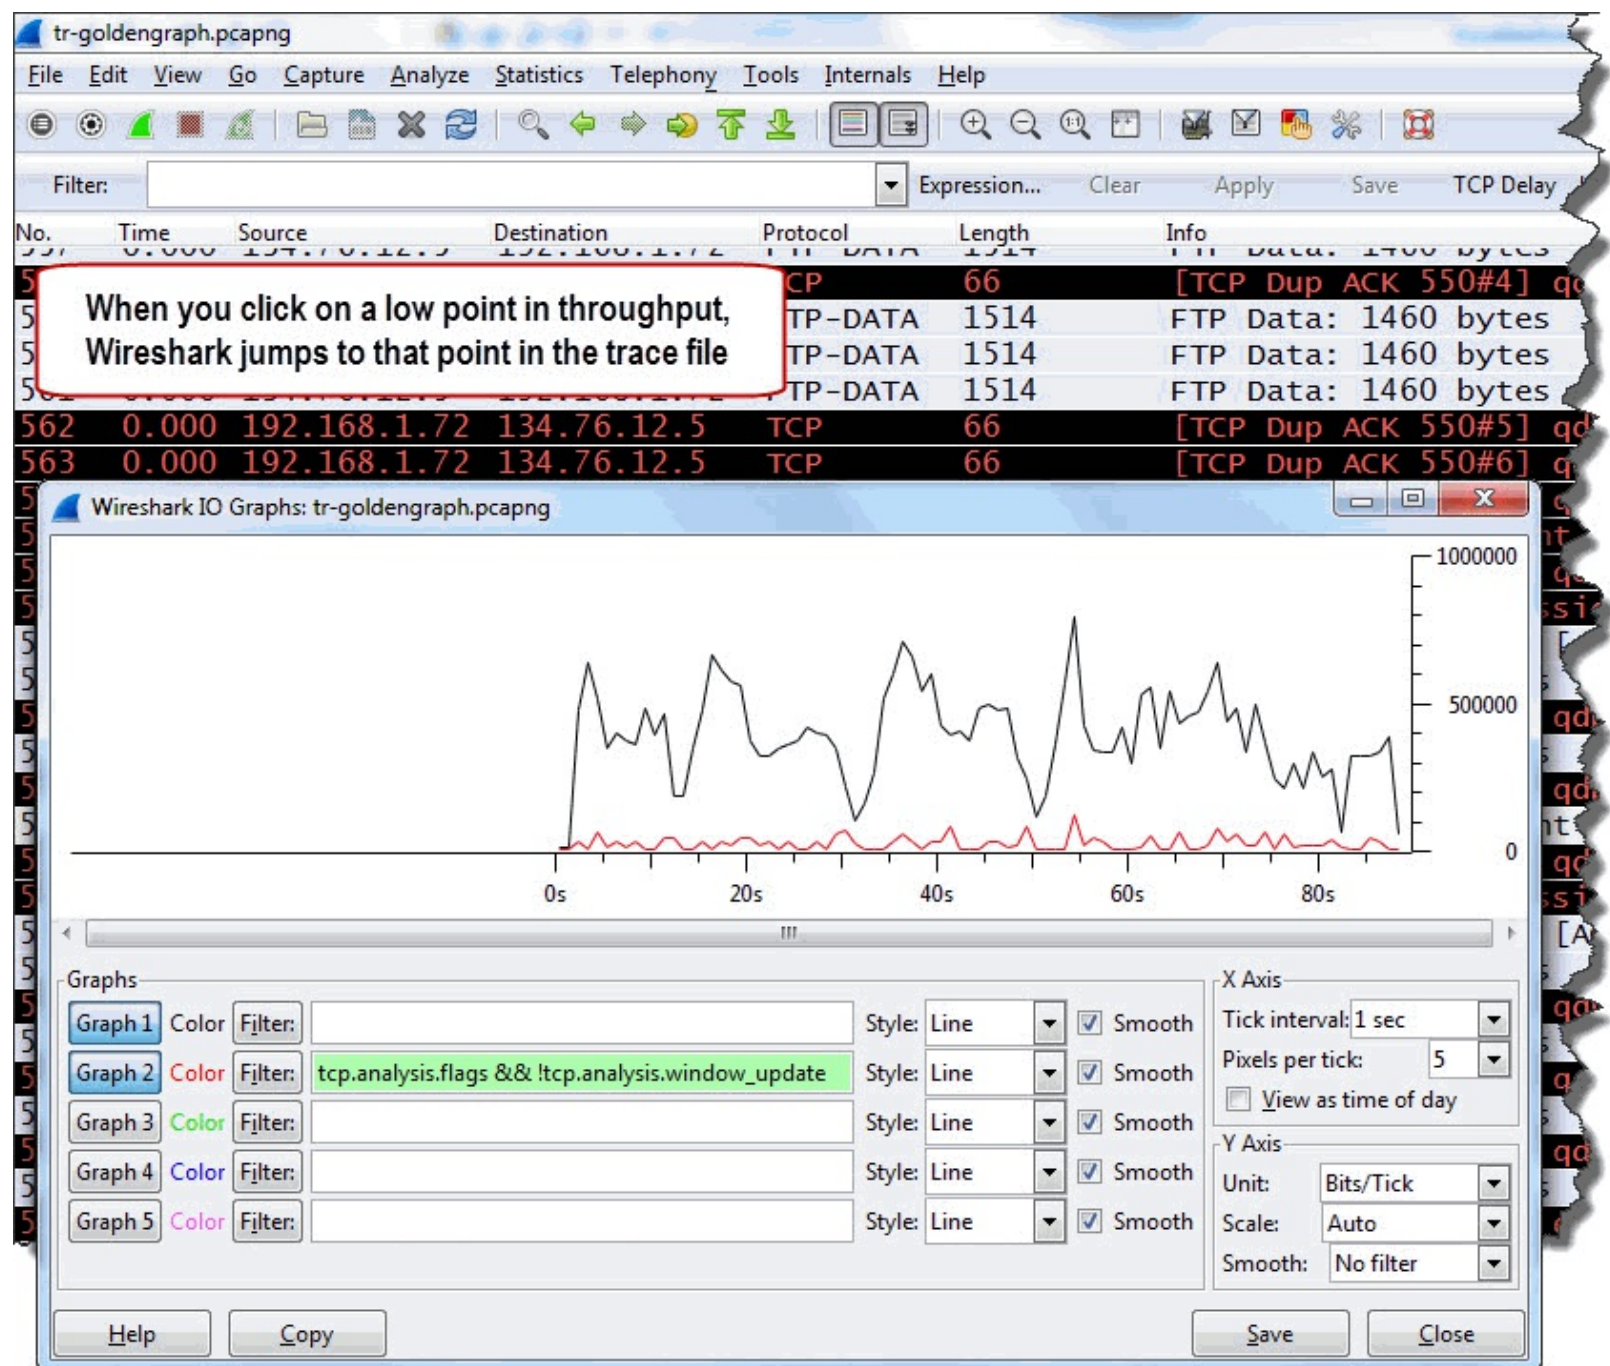 tr-goldengraph.pcapng
File Edit View Go Capture Analyze Statistics Telephony Tools Internals Help
Filter: Expression... Clear Apply Save TCP Delay
No. Time Source Destination Protocol Length Info
When you click on a low point in throughput,
Wireshark jumps to that point in the trace file
66 [TCP Dup ACK 550#4]
TP-DATA 1514 FTP Data: 1460 bytes
TP-DATA 1514 FTP Data: 1460 bytes
TP-DATA 1514 FTP Data: 1460 bytes
562 0.000 192.168.1.72 134.76.12.5 TCP 66 [TCP Dup ACK 550#5]
563 0.000 192.168.1.72 134.76.12.5 TCP 66 [TCP Dup ACK 550#6]
Wireshark IO Graphs: tr-goldengraph.pcapng
1000000
500000
0
0s 20s 40s 60s 80s
Graphs
Graph 1 Color Filter: Style: Line Smooth
Graph 2 Color Filter: tcp.analysis.flags && !tcp.analysis.window_update Style: Line Smooth
Graph 3 Color Filter: Style: Line Smooth
Graph 4 Color Filter: Style: Line Smooth
Graph 5 Color Filter: Style: Line Smooth
X Axis
Tick interval: 1 sec
Pixels per tick: 5
View as time of day
Y Axis
Unit: Bits/Tick
Scale: Auto
Smooth: No filter
Help Copy Save Close